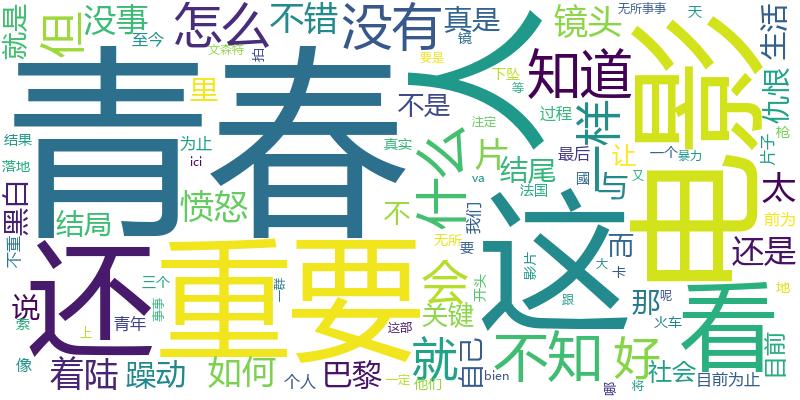 就是
但
没有
没事
至今
怎么
文森特
不错
拍
真是
镜
镜头
无所事事
天
生活
青春
人
电影
里
为止
ici
结果
落地
黑白
结局
愤怒
不是
知道
一样
仇恨
片子
枪
什么
片
要是
下坠
等
过程
注定
真实
结尾
va
法国
最后
让
一个
暴力
國
与
又
太
前为
还是
地
目前
不
我们
无所
要
会
关键
开头
影片
这
大
跟
而
卡
那
呢
火车
看
不重
说
索
像
还
重要
三个
事事
一群
这部
上
青年
着陆
躁动
如何
个人
巴黎
一定
他们
就
自己
bien
不知
好
社会
将
目前为止